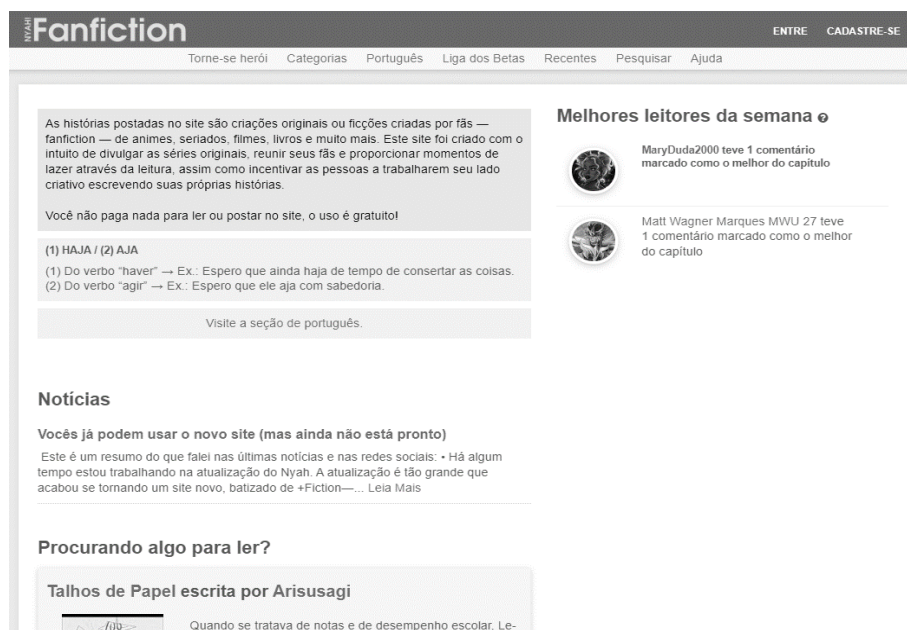 NYAH!
Fanfiction
ENTRE CADASTRE-SE
Torne-se herói Categorias Português Liga dos Betas Recentes Pesquisar Ajuda
As histórias postadas no site são criações originais ou ficções criadas por fãs —
fanfiction — de animes, seriados, filmes, livros e muito mais. Este site foi criado com o
intuito de divulgar as séries originais, reunir seus fãs e proporcionar momentos de
lazer através da leitura, assim como incentivar as pessoas a trabalharem seu lado
criativo escrevendo suas próprias histórias.
Você não paga nada para ler ou postar no site, o uso é gratuito!
(1) HAJA / (2) AJA
(1) Do verbo "haver" → Ex.: Espero que ainda haja de tempo de consertar as coisas.
(2) Do verbo "agir" → Ex.: Espero que ele aja com sabedoria.
Visite a seção de português.
Notícias
Vocês já podem usar o novo site (mas ainda não está pronto)
Este é um resumo do que falei nas últimas notícias e nas redes sociais: • Há algum
tempo estou trabalhando na atualização do Nyah. A atualização é tão grande que
acabou se tornando um site novo, batizado de +Fiction—... Leia Mais
Procurando algo para ler?
Talhos de Papel escrita por Arisusagi
Quando se tratava de notas e de desempenho escolar, Le-
Melhores leitores da semana ?
MaryDuda2000 teve 1 comentário
marcado como o melhor do capítulo
Matt Wagner Marques MWU 27 teve
1 comentário marcado como o melhor
do capítulo